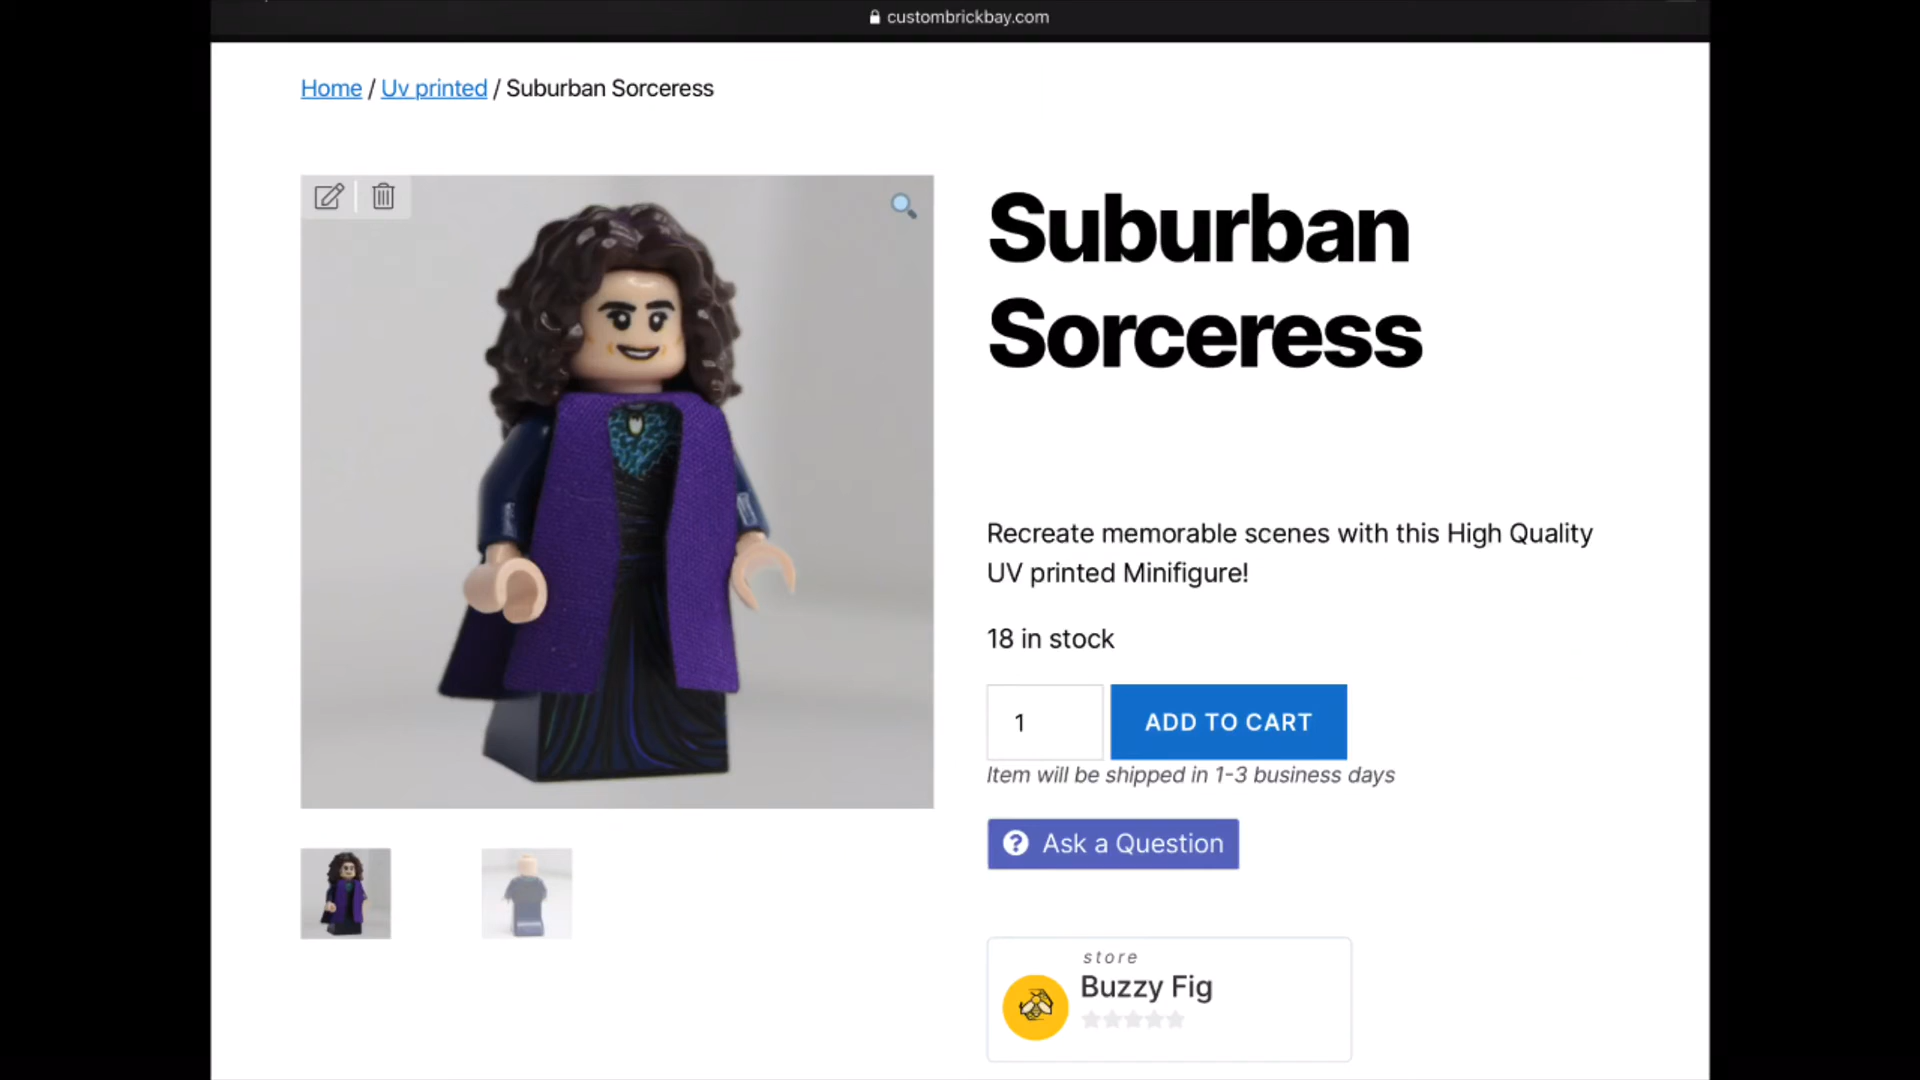 custombrickbay.com
Home / Uv printed / Suburban Sorceress
Suburban
Sorceress
Recreate memorable scenes with this High Quality
UV printed Minifigure!
18 in stock
1
ADD TO CART
Item will be shipped in 1-3 business days
Ask a Question
store
Buzzy Fig